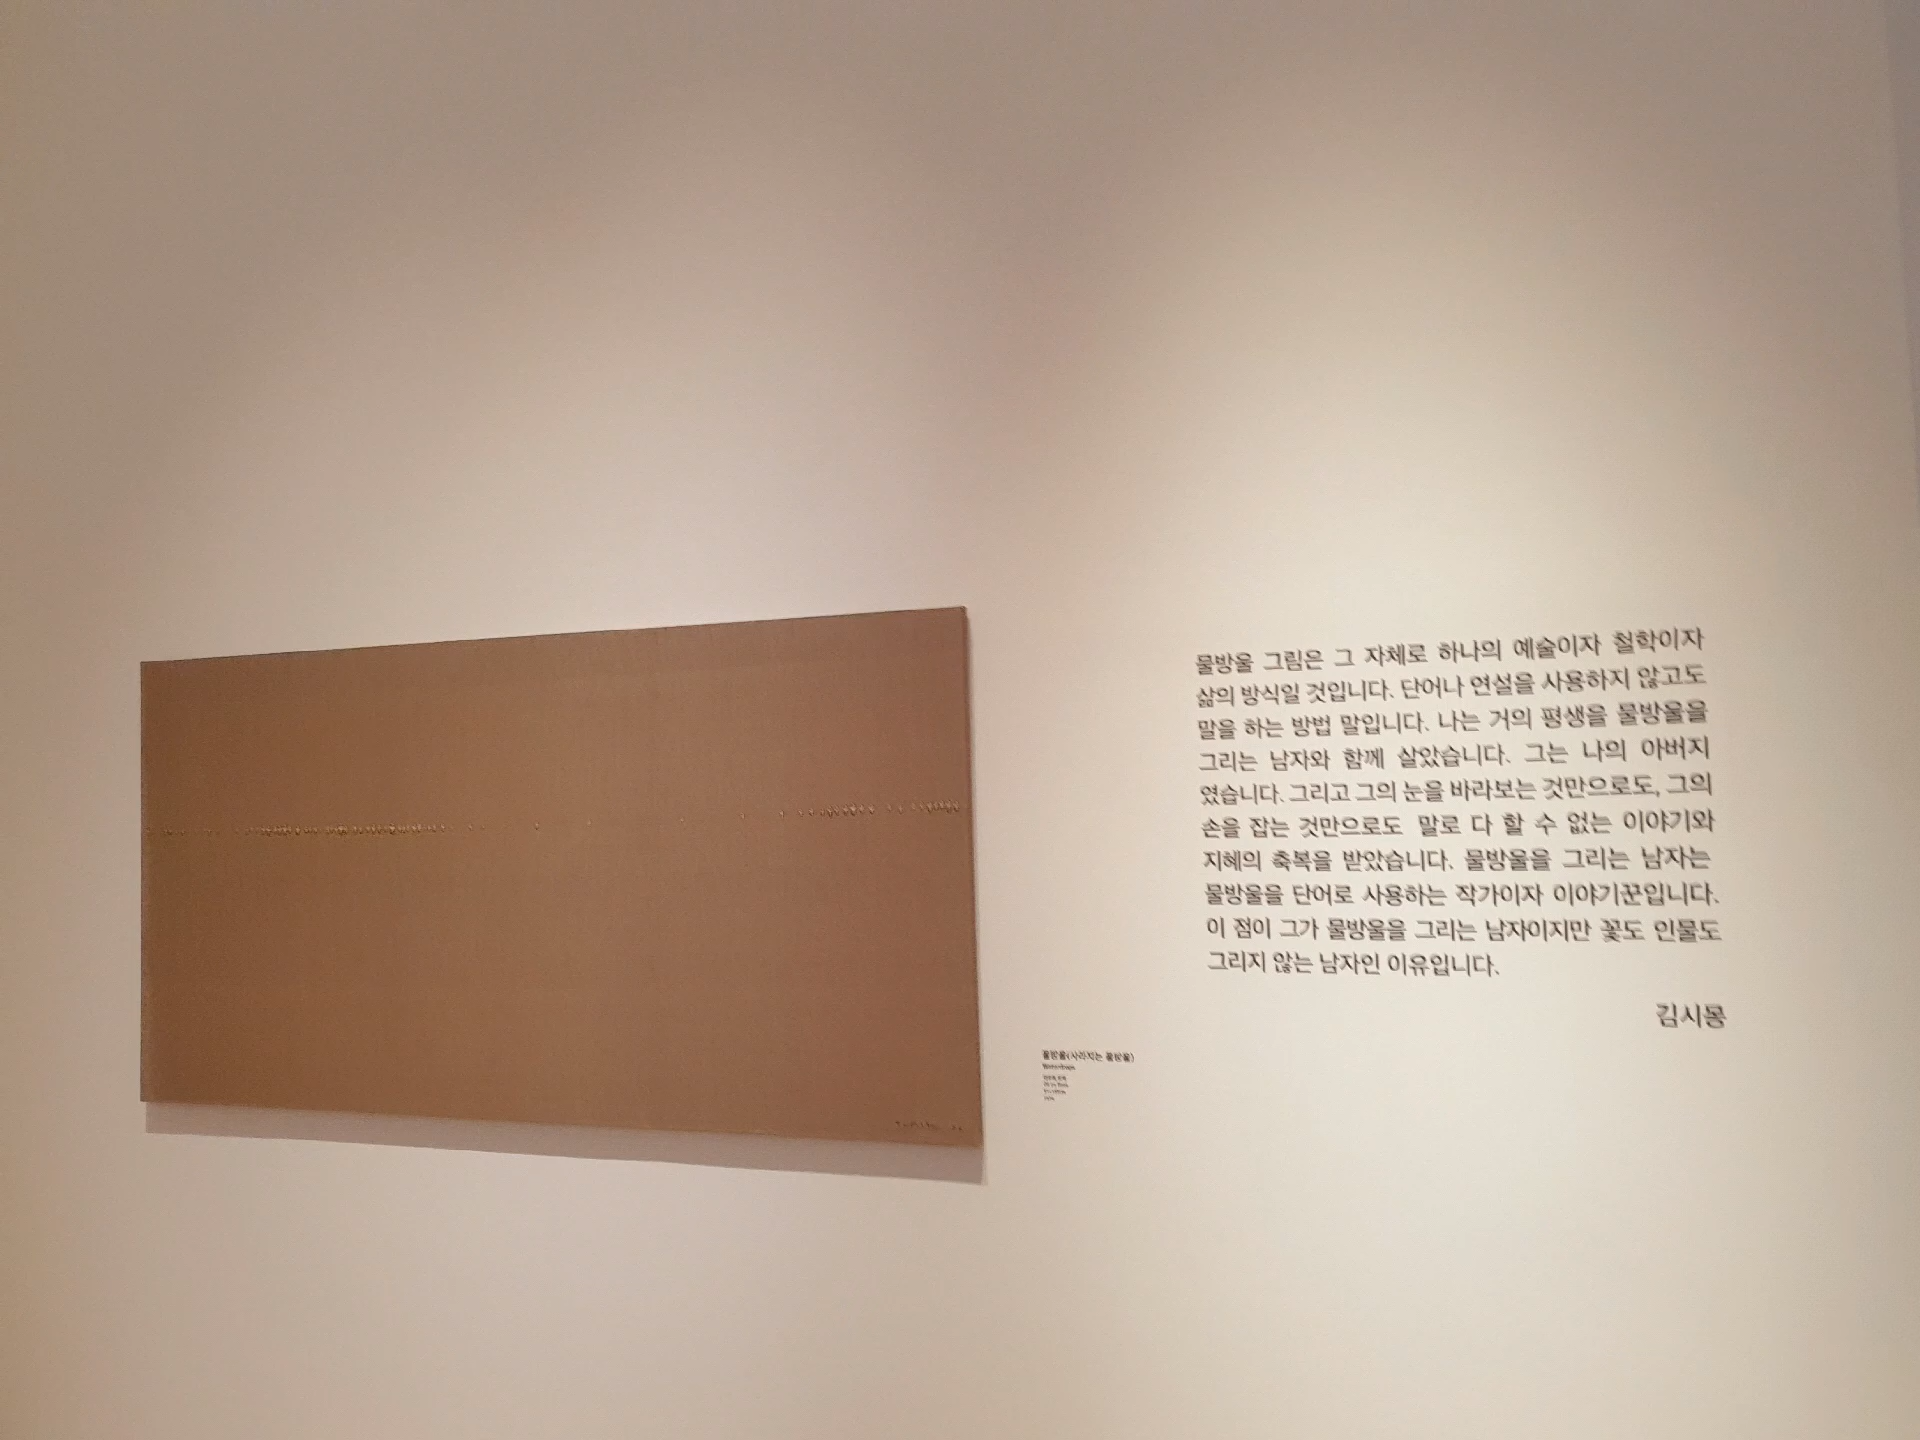 물방울 그림은 그 자체로 하나의 예술이자 철학이자
삶의 방식일 것입니다. 단어나 연설을 사용하지 않고도
말을 하는 방법 말입니다. 나는 거의 평생을 물방울을
그리는 남자와 함께 살았습니다. 그는 나의 아버지
였습니다. 그리고 그의 눈을 바라보는 것만으로도, 그의
손을 잡는 것만으로도 말로 다 할 수 없는 이야기와
지혜의 축복을 받았습니다. 물방울을 그리는 남자는
물방울을 단어로 사용하는 작가이자 이야기꾼입니다.
이 점이 그가 물방울을 그리는 남자이지만 꽃도 인물도
그리지 않는 남자인 이유입니다.
김시몽
물방울(사라지는 물방울)